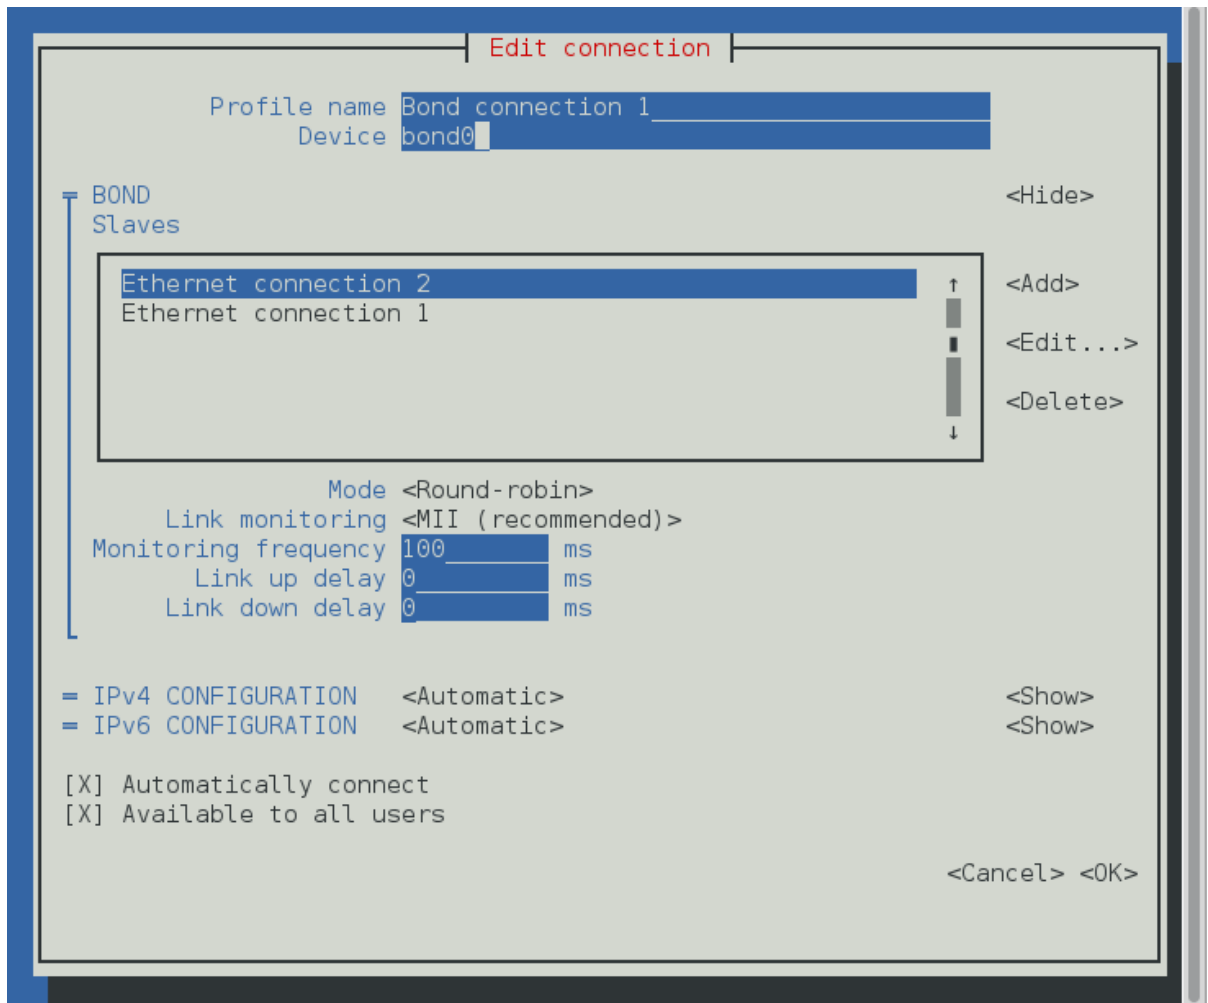 Edit connection
Profile name Bond connection 1
Device bond0
BOND <Hide>
Slaves
Ethernet connection 2 <Add>
Ethernet connection 1
<Edit...>
<Delete>
Mode <Round-robin>
Link monitoring <MII (recommended)>
Monitoring frequency 100 ms
Link up delay 0 ms
Link down delay 0 ms
= IPv4 CONFIGURATION <Automatic> <Show>
= IPv6 CONFIGURATION <Automatic> <Show>
[X] Automatically connect
[X] Available to all users
<Cancel> <OK>